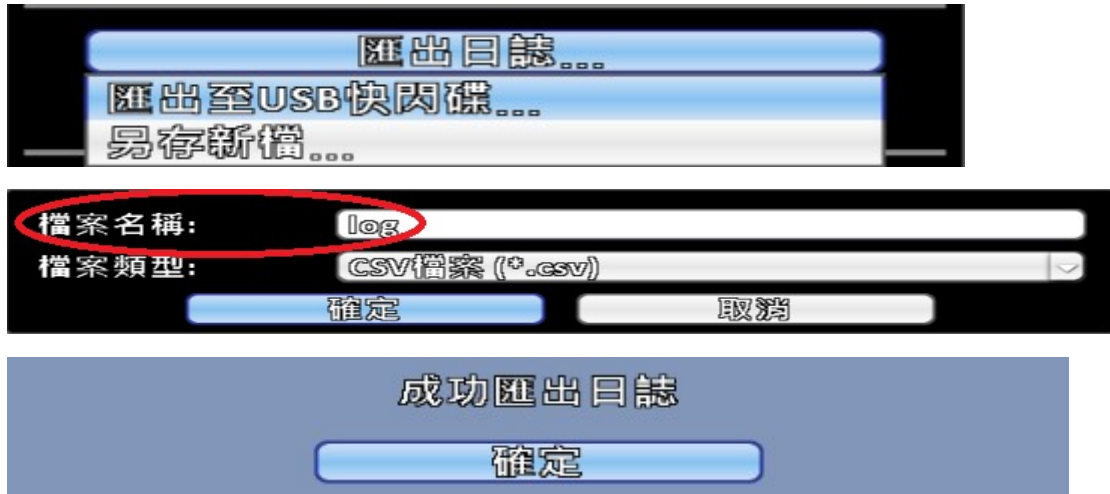 匯出日誌...
匯出至USB快閃碟...
另存新檔...
檔案名稱: log
檔案類型: CSV檔案 (*.csv)
確定 取消
成功匯出日誌
確定